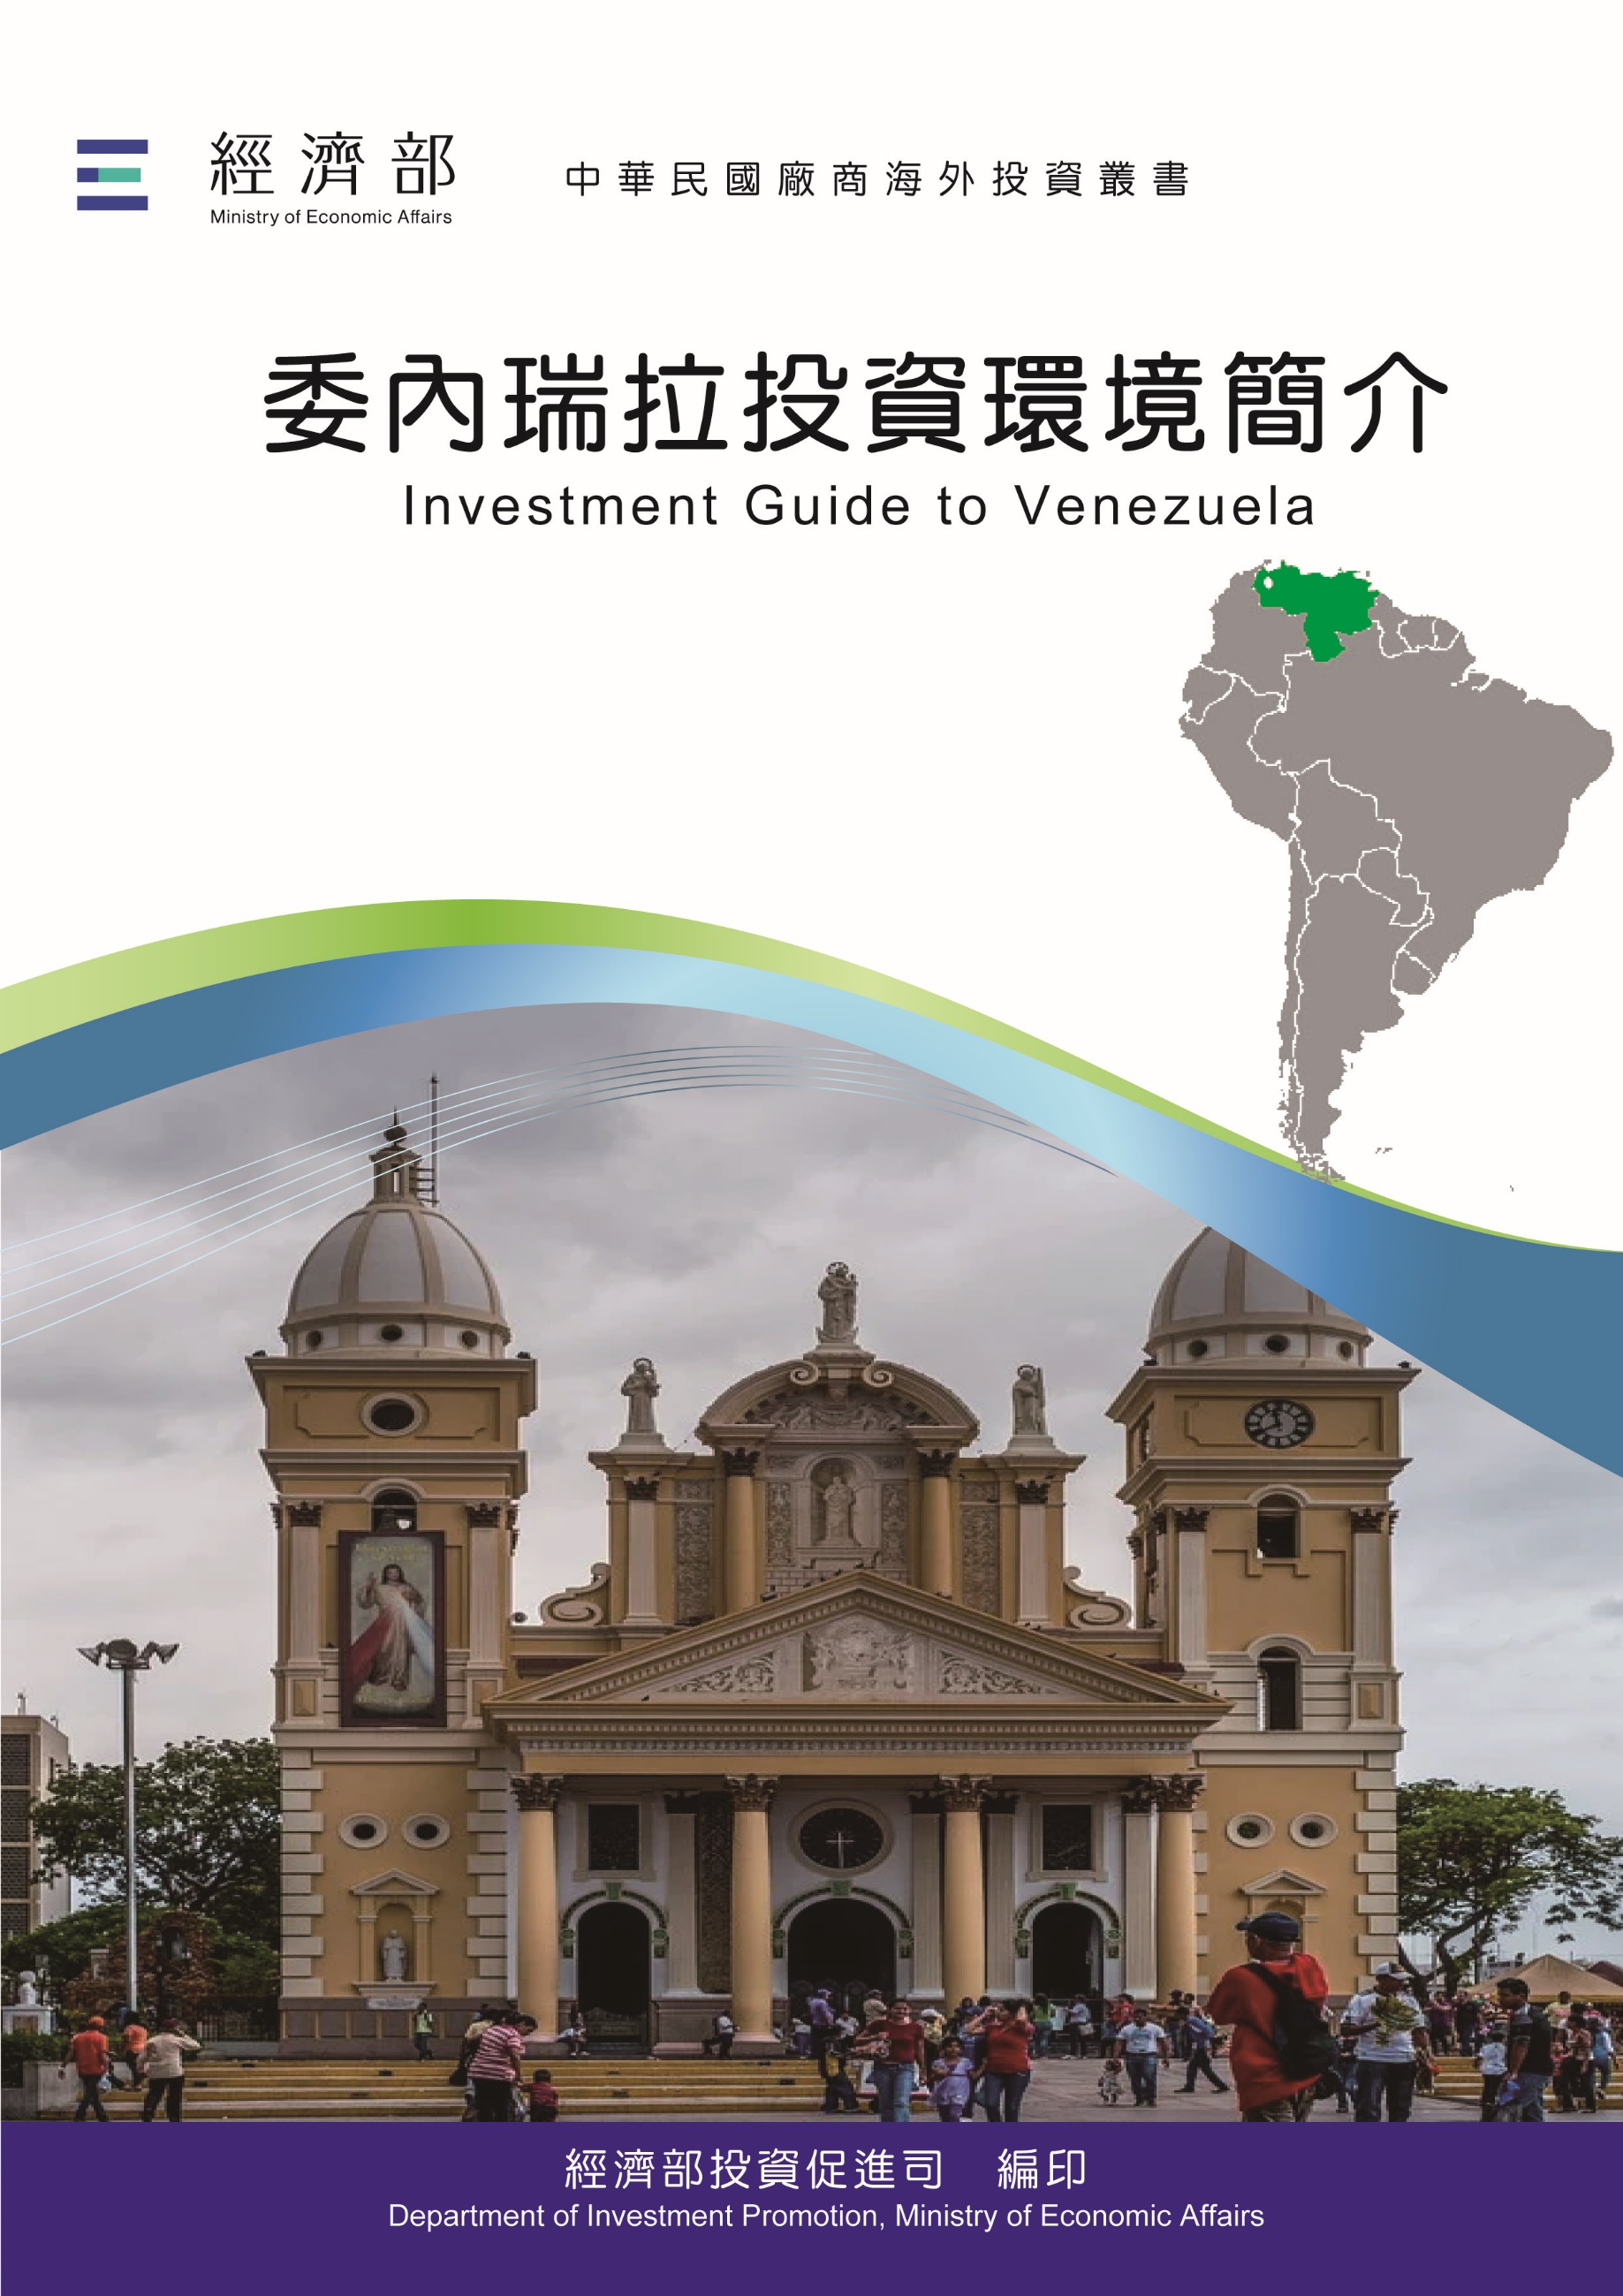 經濟部
Ministry of Economic Affairs
中華民國廠商海外投資叢書
委內瑞拉投資環境簡介
Investment Guide to Venezuela
經濟部投資促進司 編印
Department of Investment Promotion, Ministry of Economic Affairs